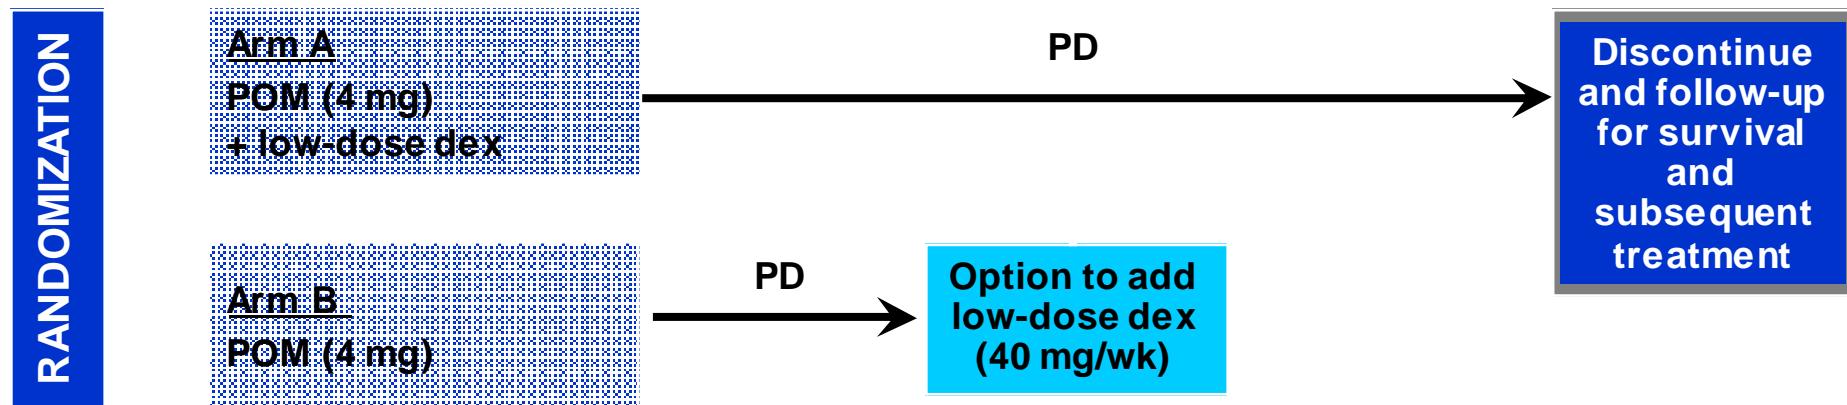 RANDOMIZATION
Arm A
POM (4 mg)
+ low-dose dex
PD
Discontinue
and follow-up
for survival
and
subsequent
treatment
Arm B
POM (4 mg)
PD
Option to add
low-dose dex
(40 mg/wk)